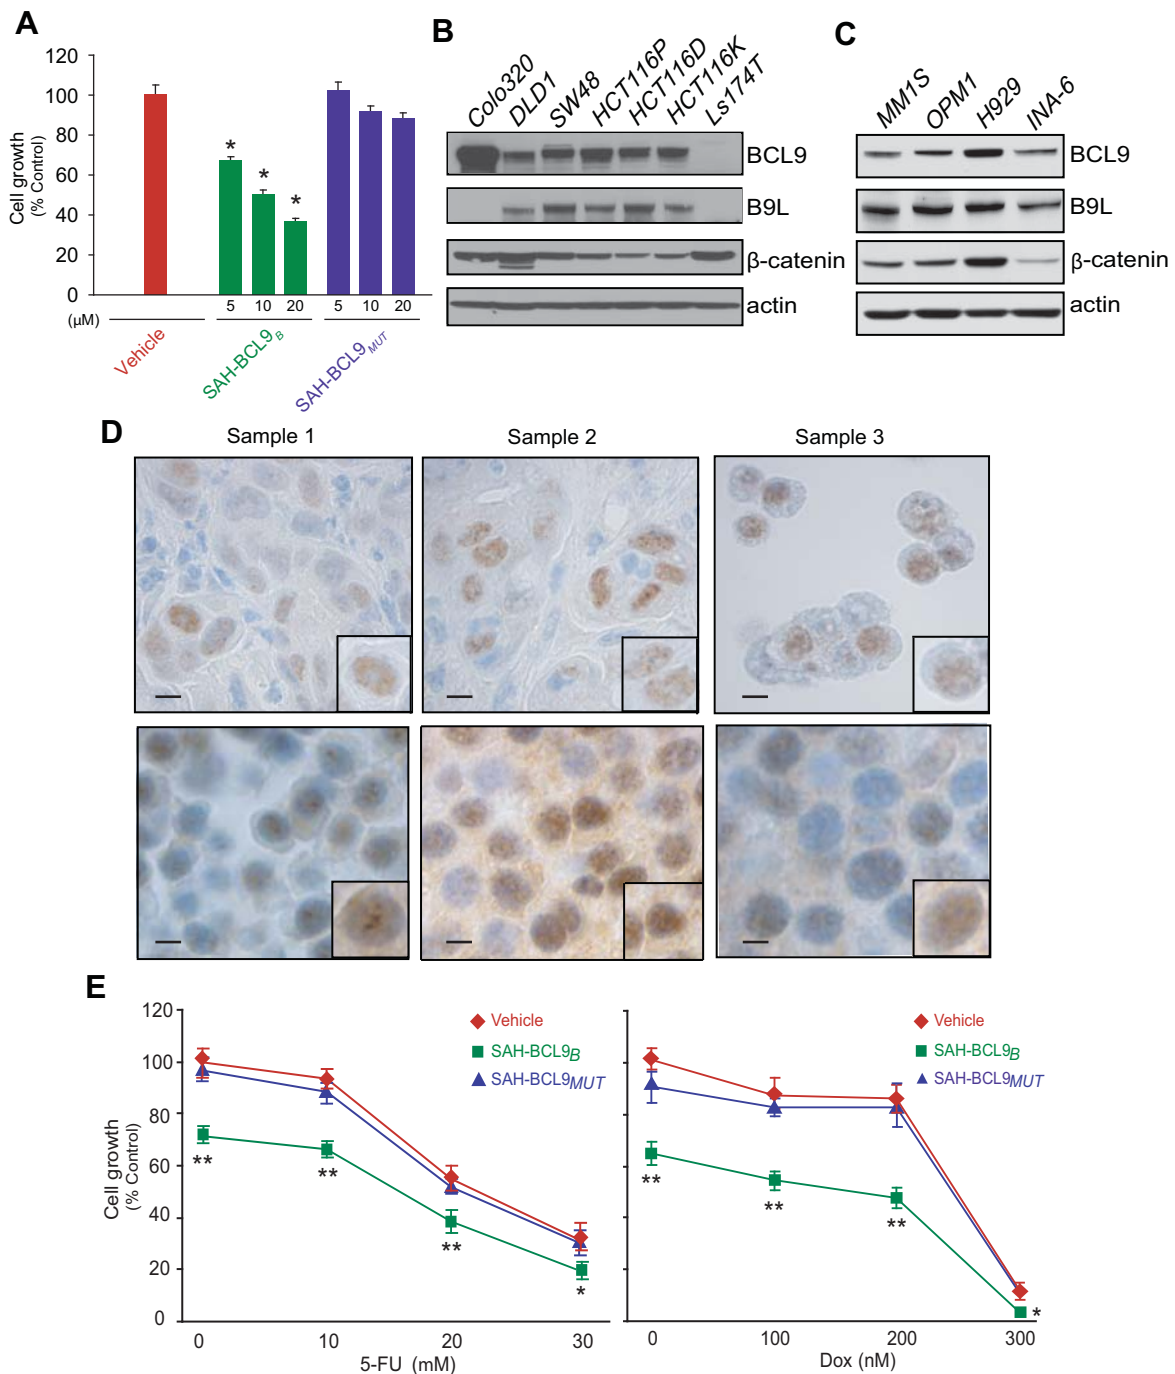 A
120
100
80
60
40
20
0
Cell growth
(% Control)
* * *
5 10 20 5 10 20
(µM)
Vehicle
SAH-BCL9B
SAH-BCL9MUT
B
Colo320 DLD1 SW48 HCT116P HCT116D HCT116K Ls174T
BCL9
B9L
β-catenin
actin
C
MM1S OPM1 H929 INA-6
BCL9
B9L
β-catenin
actin
D
Sample 1 Sample 2 Sample 3
E
120
100
80
60
40
20
0
Cell growth
(% Control)
Vehicle
SAH-BCL9B
SAH-BCL9MUT
** ** ** *
0 10 20 30
5-FU (mM)
Vehicle
SAH-BCL9B
SAH-BCL9MUT
** ** ** *
0 100 200 300
Dox (nM)